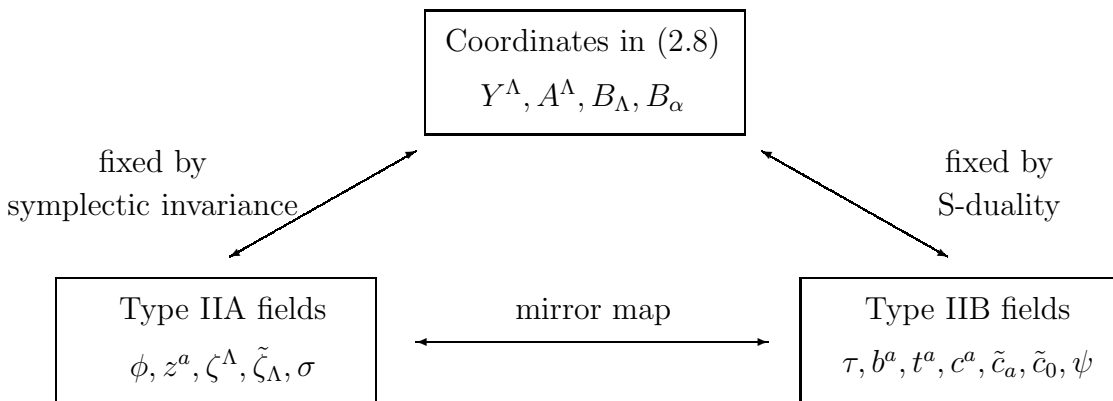 Coordinates in (2.8)
Y^Λ, A^Λ, B_Λ, B_α
fixed by
symplectic invariance
fixed by
S-duality
Type IIA fields
ϕ, z^a, ζ^Λ, ζ̃_Λ, σ
mirror map
Type IIB fields
τ, b^a, t^a, c^a, c̃_a, c̃_0, ψ